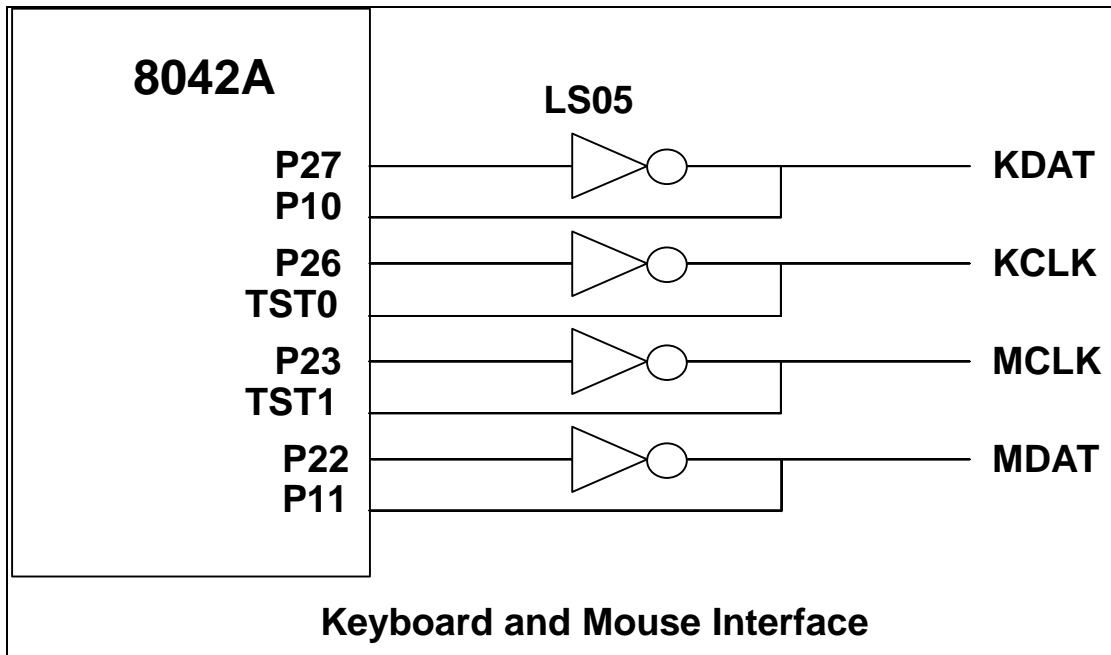 8042A
LS05
P27
KDAT
P10
P26
KCLK
TST0
P23
MCLK
TST1
P22
MDAT
P11
Keyboard and Mouse Interface